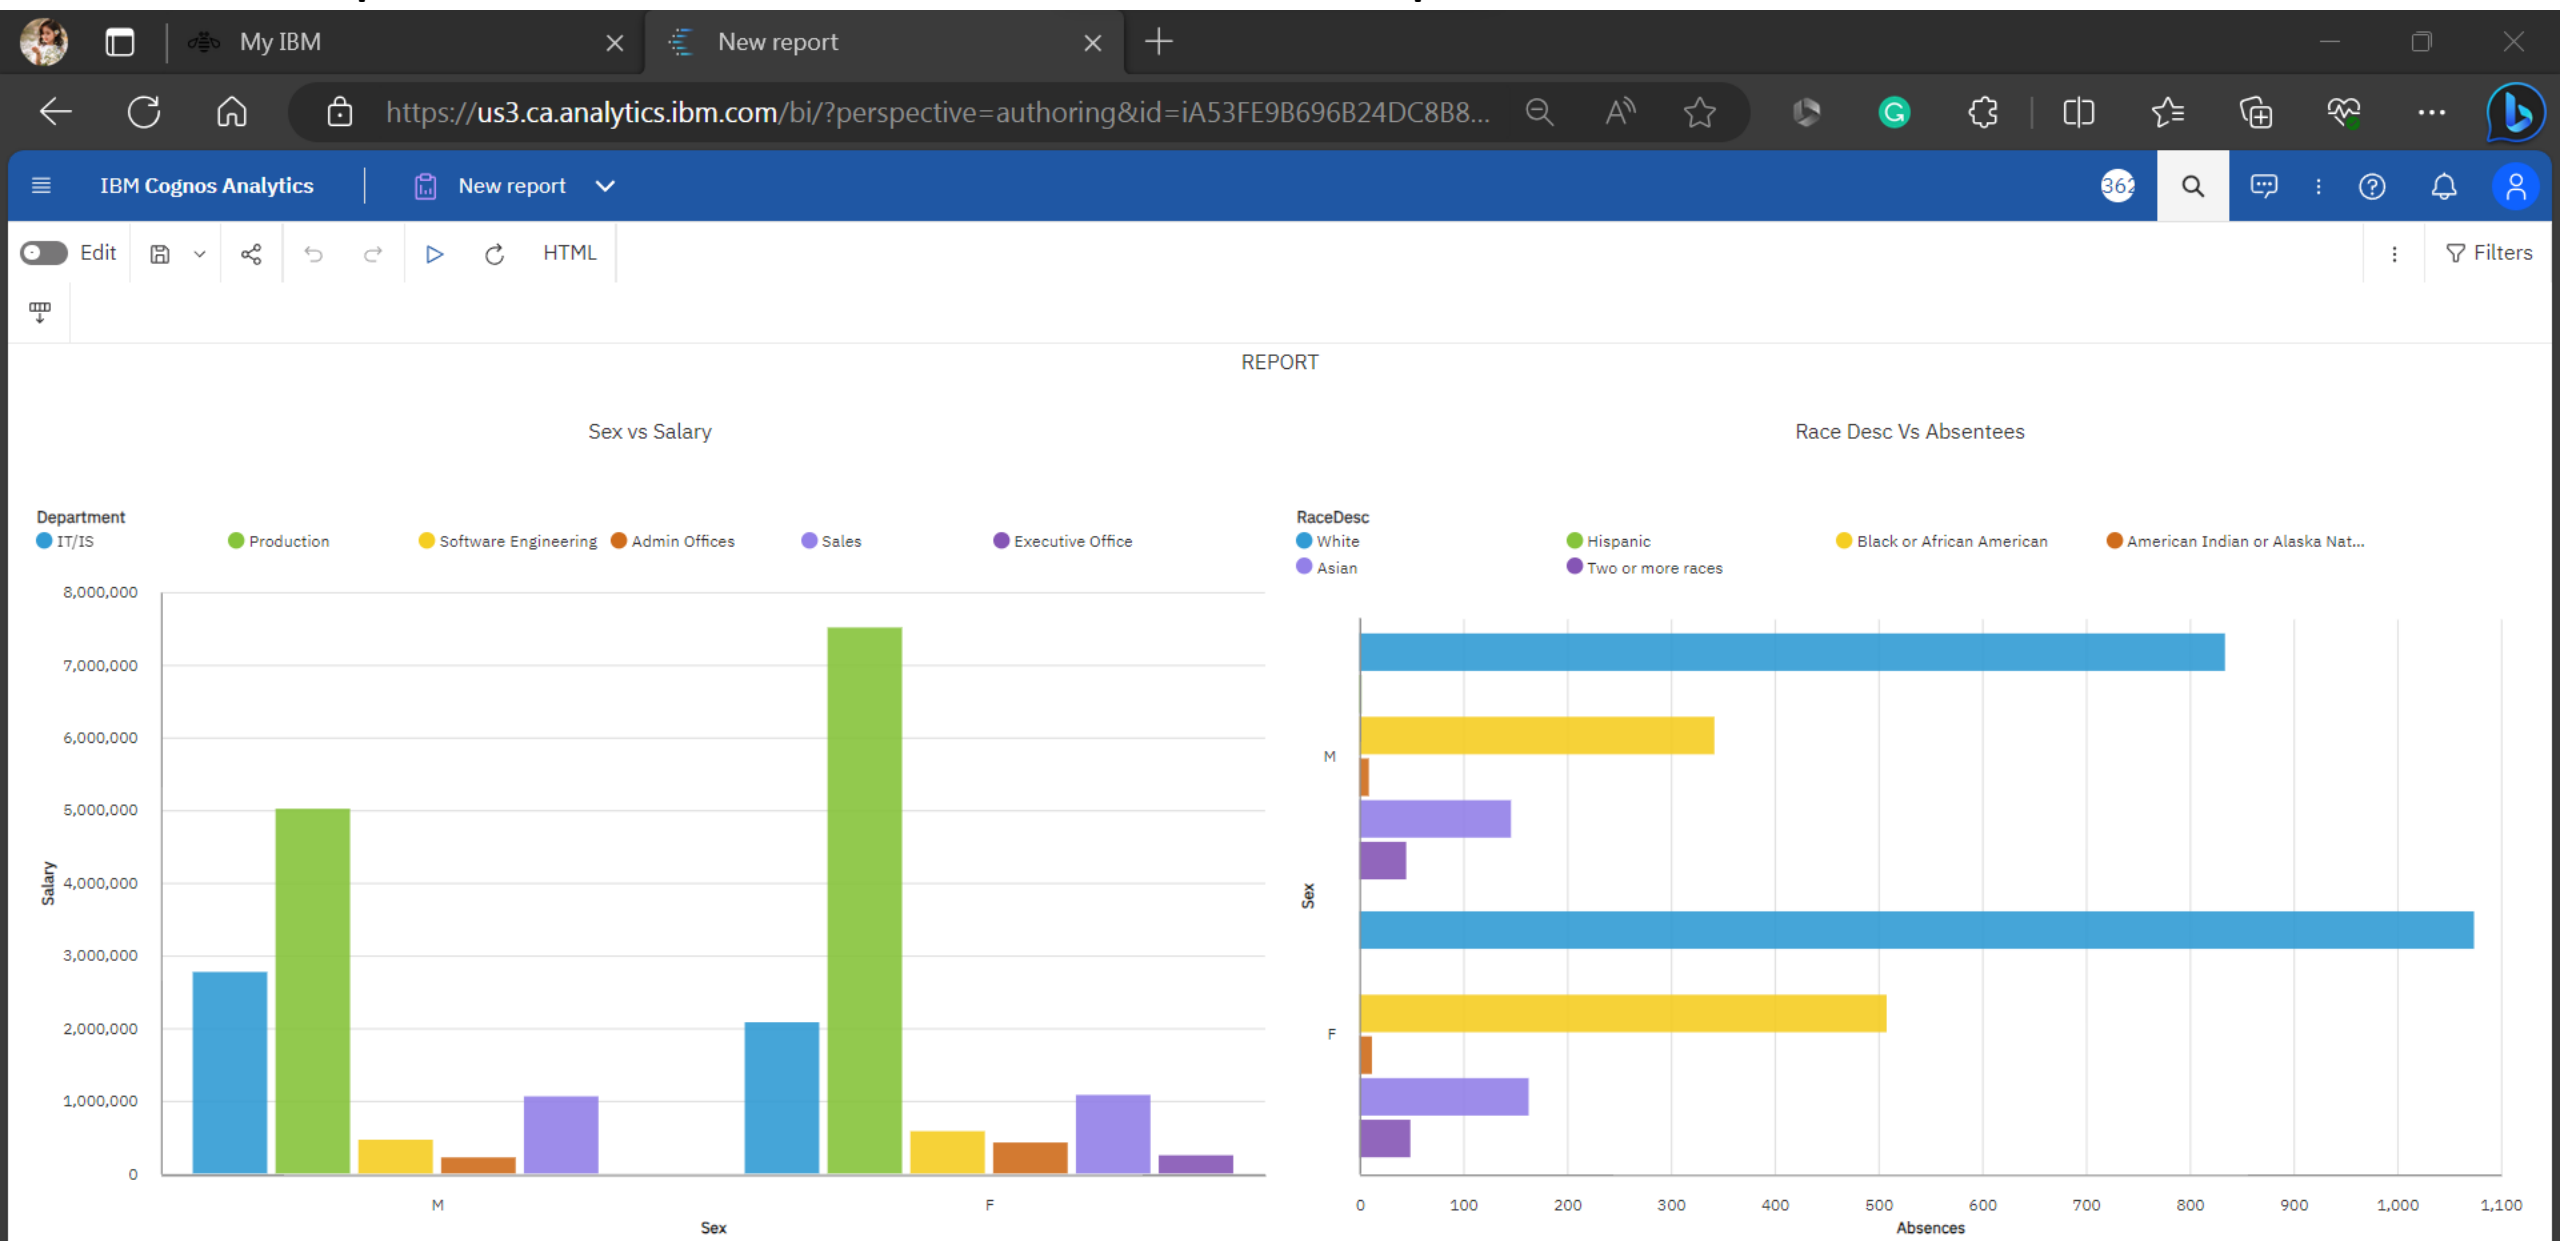 My IBM
New report
https://us3.ca.analytics.ibm.com/bi/?perspective=authoring&id=iA53FE9B696B24DC8B8...
IBM Cognos Analytics
New report
362
Edit
HTML
Filters
REPORT
Sex vs Salary
Department
IT/IS Production Software Engineering Admin Offices Sales Executive Office
8,000,000
7,000,000
6,000,000
5,000,000
4,000,000
3,000,000
2,000,000
1,000,000
0
Salary
M F
Sex
Race Desc Vs Absentees
RaceDesc
White Hispanic Black or African American American Indian or Alaska Nat...
Asian Two or more races
M
Sex
F
0 100 200 300 400 500 600 700 800 900 1,000 1,100
Absences